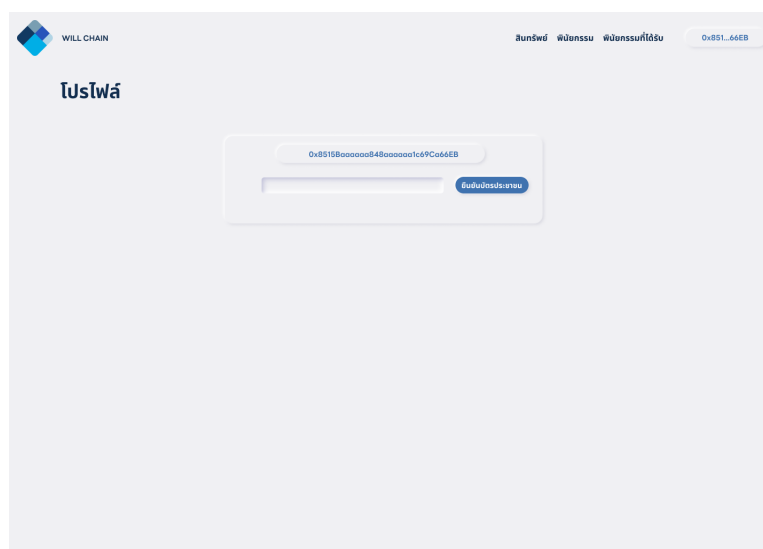 WILL CHAIN
สินทรัพย์ พินัยกรรม พินัยกรรมที่ได้รับ 0x851...66EB
โปรไฟล์
0x8515Baaaaaa848aaaaaa1c69Ca66EB
ยืนยันบัตรประชาชน